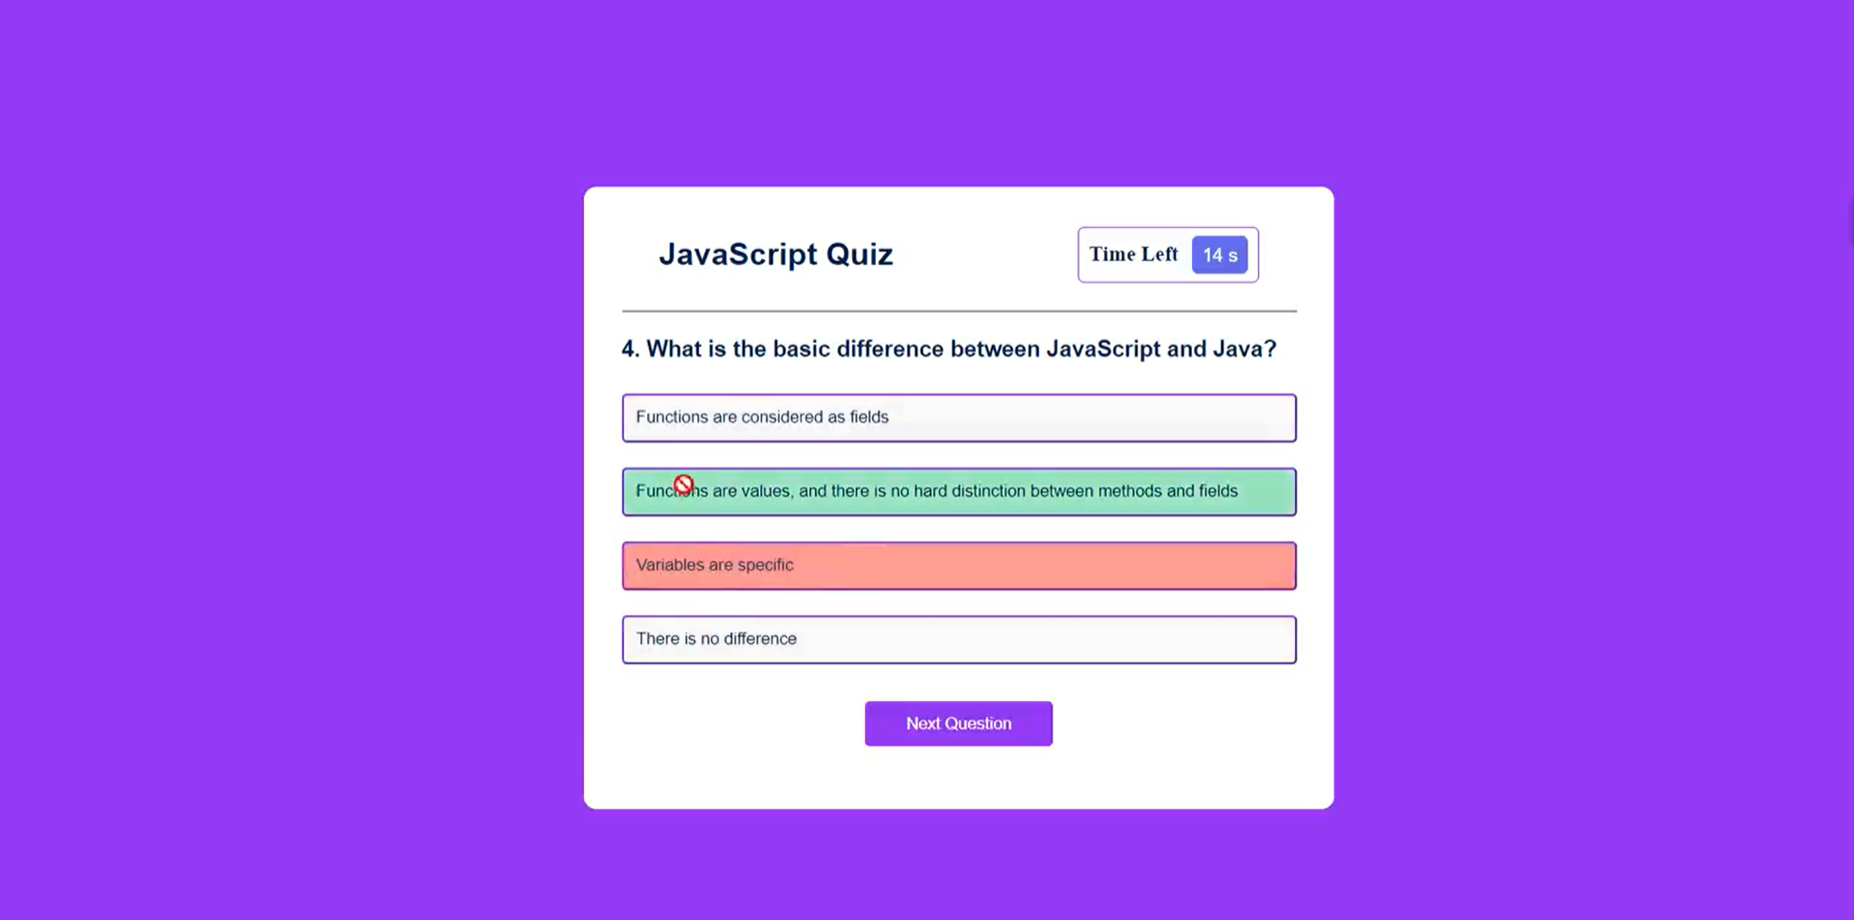 JavaScript Quiz
Time Left 14 s
4. What is the basic difference between JavaScript and Java?
Functions are considered as fields
Functions are values, and there is no hard distinction between methods and fields
Variables are specific
There is no difference
Next Question